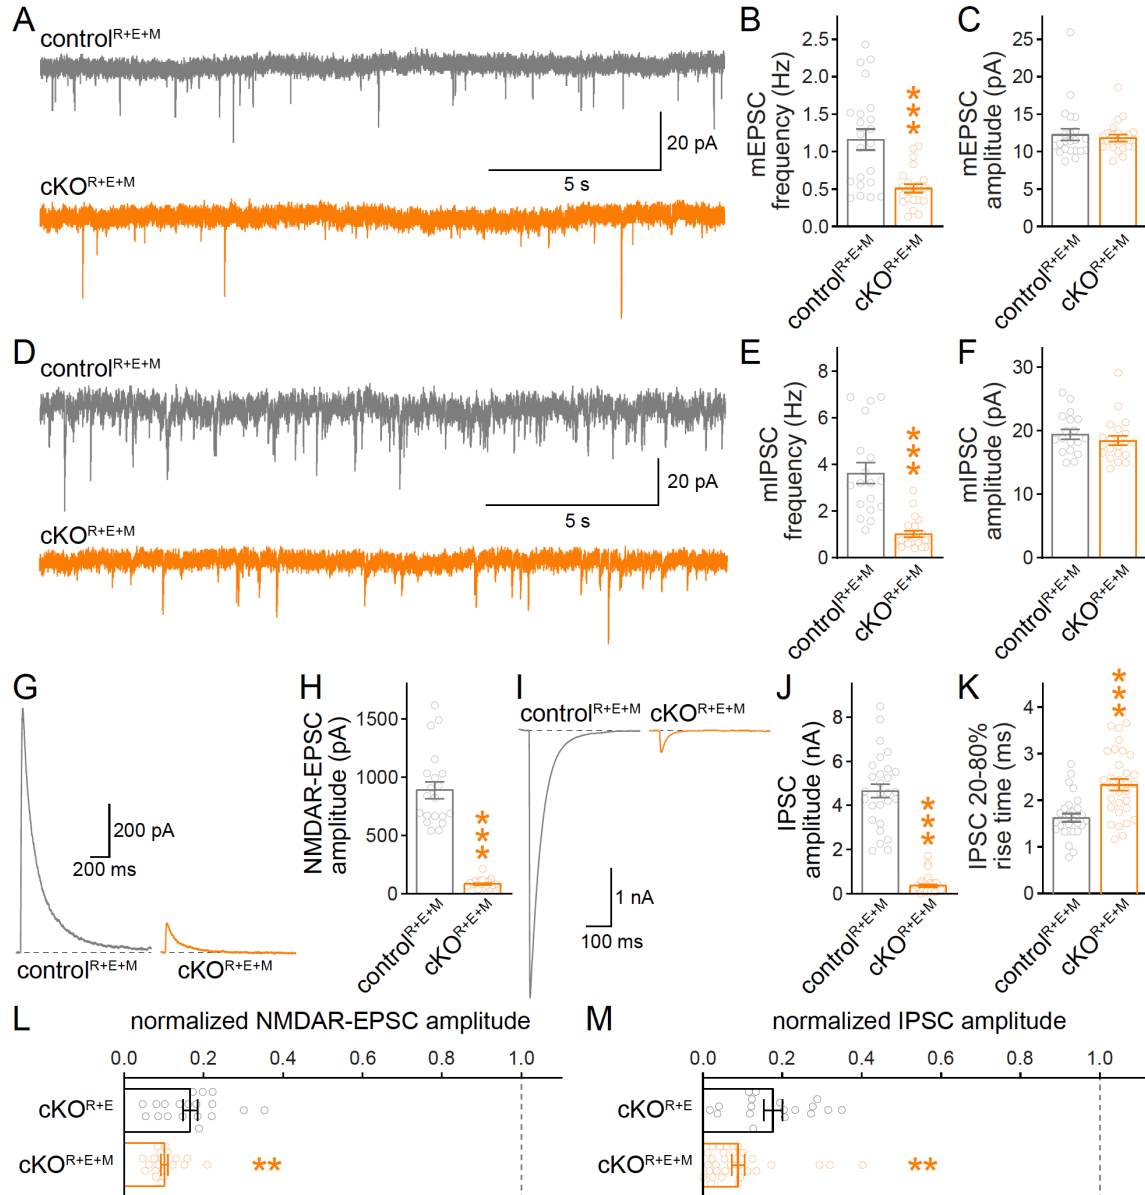 A
control^R+E+M
20 pA
5 s
cKO^R+E+M
B
mEPSC
frequency (Hz)
2.5
2.0
1.5
1.0
0.5
0.0
***
control^R+E+M
cKO^R+E+M
C
mEPSC
amplitude (pA)
25
20
15
10
5
0
control^R+E+M
cKO^R+E+M
D
control^R+E+M
20 pA
5 s
cKO^R+E+M
E
mIPSC
frequency (Hz)
8
6
4
2
0
***
control^R+E+M
cKO^R+E+M
F
mIPSC
amplitude (pA)
30
20
10
0
control^R+E+M
cKO^R+E+M
G
200 pA
200 ms
control^R+E+M
cKO^R+E+M
H
NMDAR-EPSC
amplitude (pA)
1500
1000
500
0
***
control^R+E+M
cKO^R+E+M
I
control^R+E+M
cKO^R+E+M
1 nA
100 ms
J
IPSC
amplitude (nA)
8
6
4
2
0
***
control^R+E+M
cKO^R+E+M
K
IPSC 20-80%
rise time (ms)
4
3
2
1
0
***
control^R+E+M
cKO^R+E+M
L
normalized NMDAR-EPSC amplitude
0.0 0.2 0.4 0.6 0.8 1.0
cKO^R+E
cKO^R+E+M
**
M
normalized IPSC amplitude
0.0 0.2 0.4 0.6 0.8 1.0
cKO^R+E
cKO^R+E+M
**